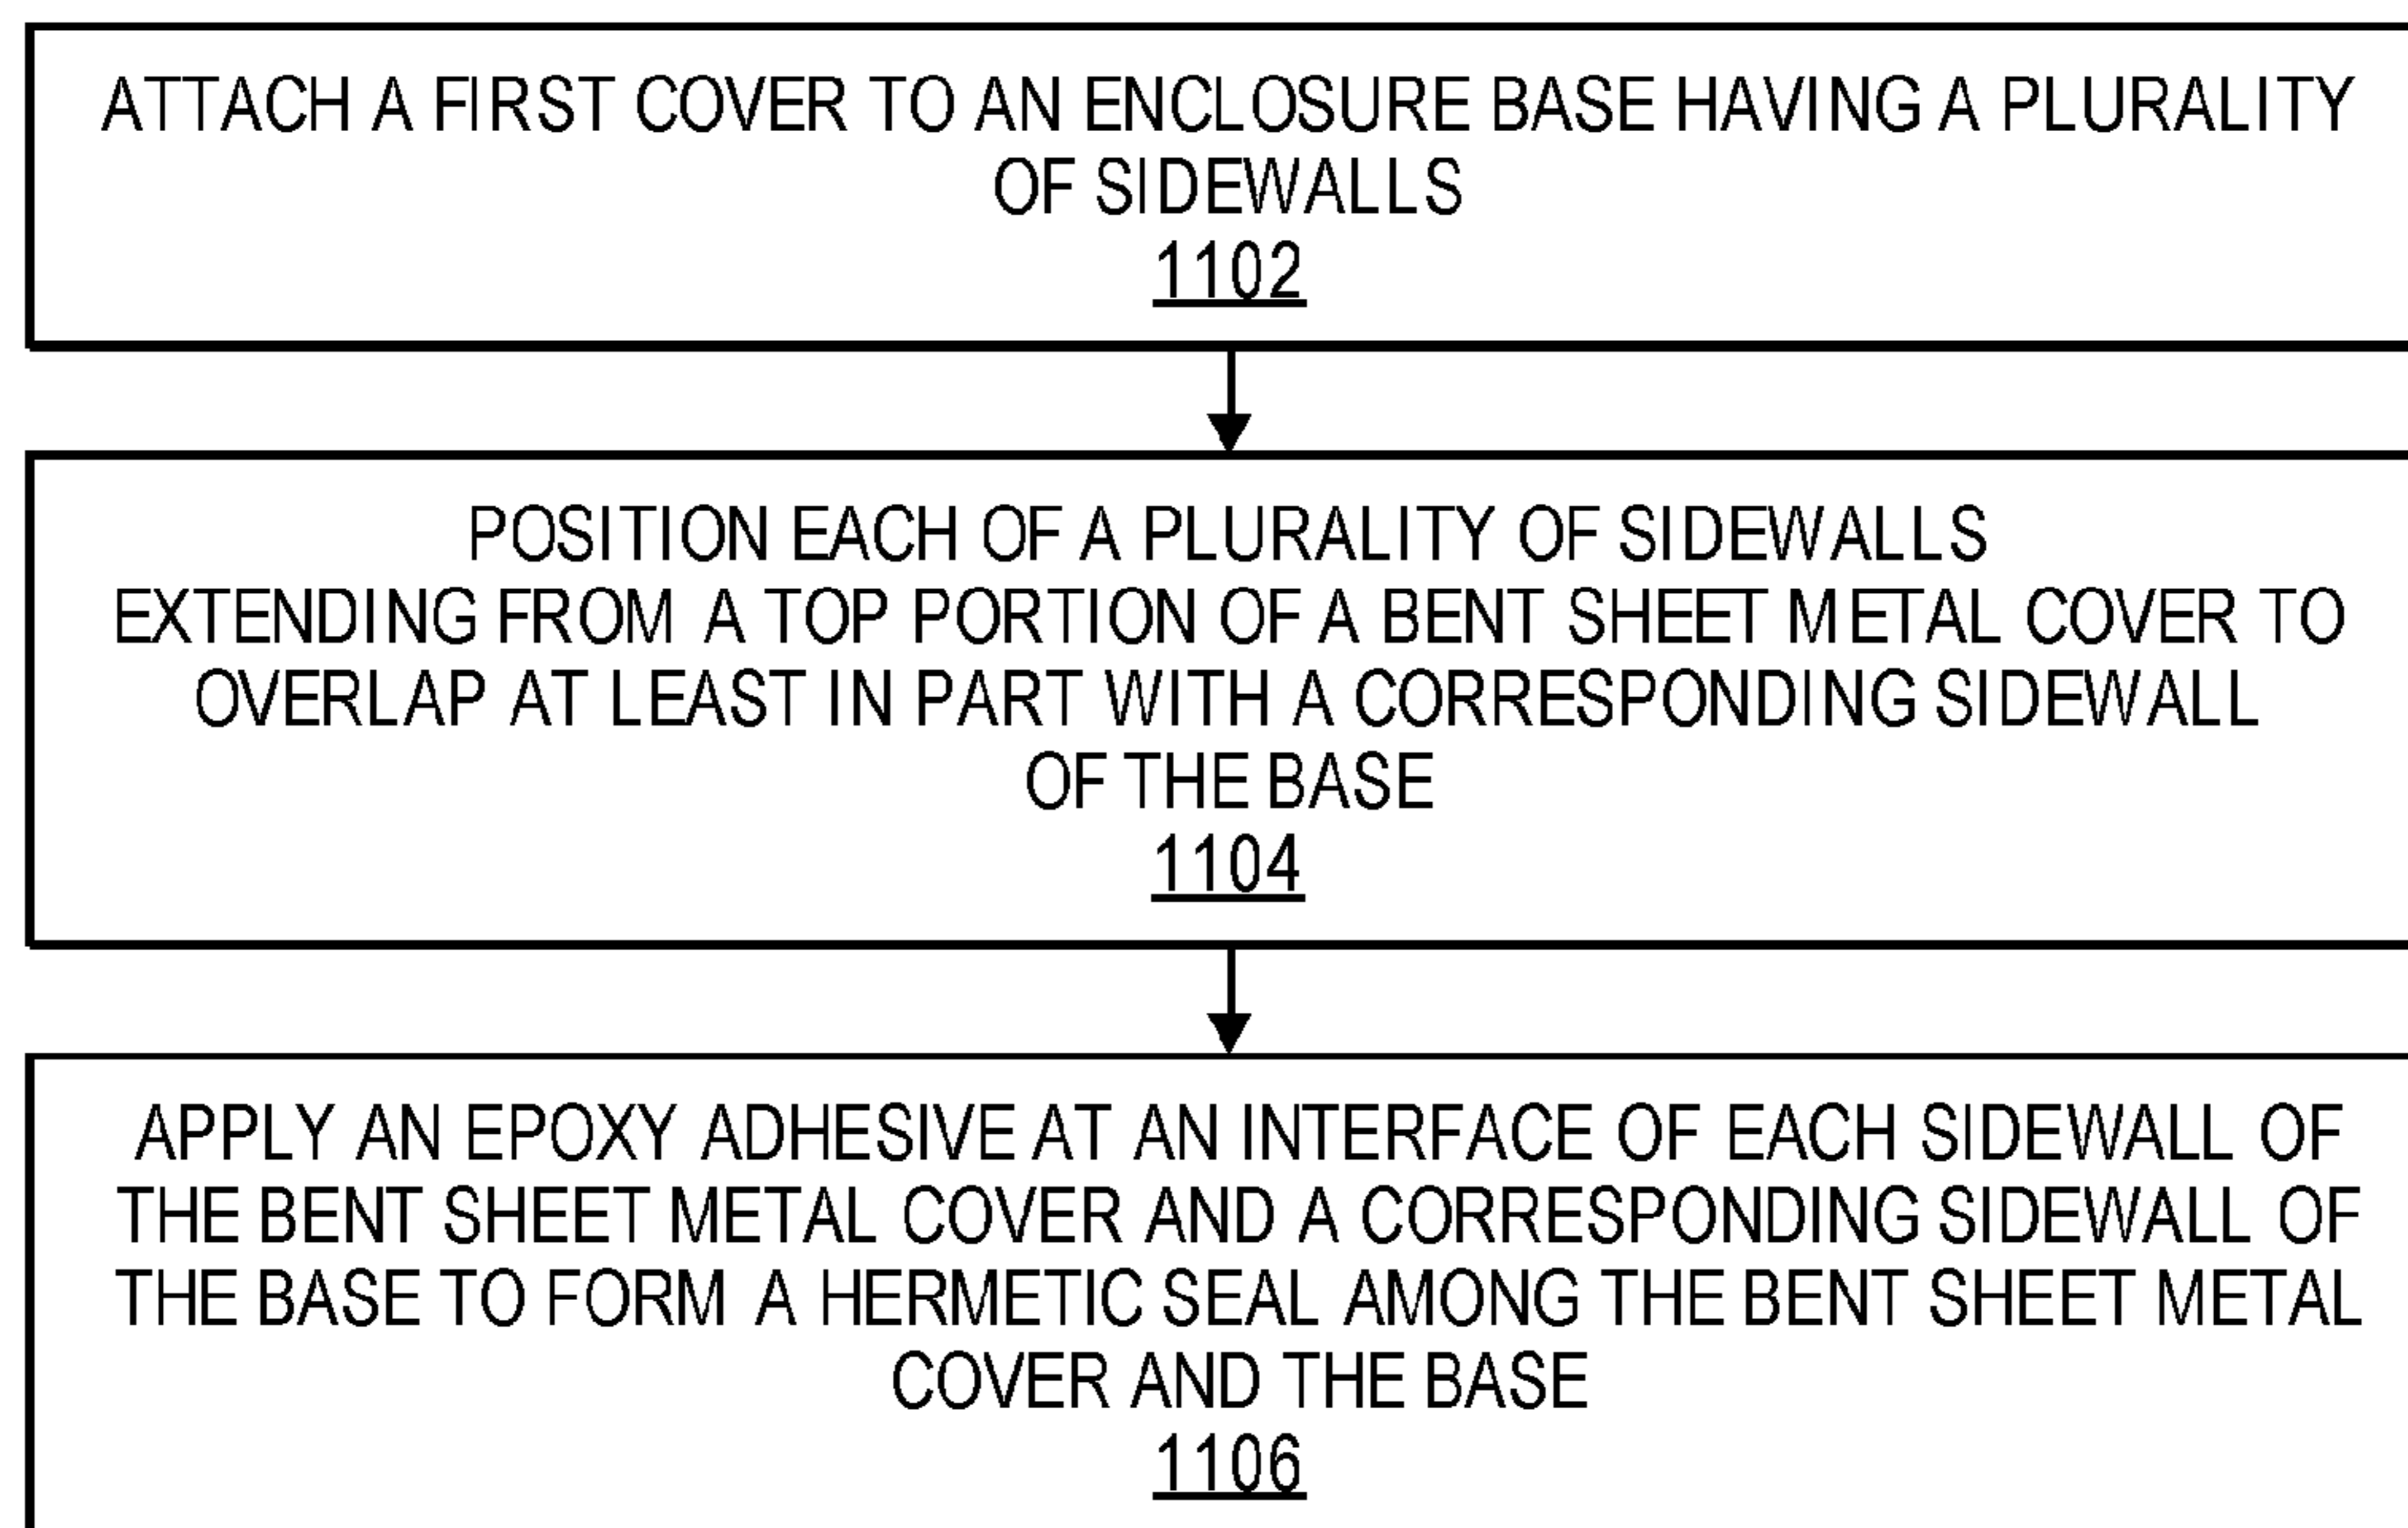 ATTACH A FIRST COVER TO AN ENCLOSURE BASE HAVING A PLURALITY
OF SIDEWALLS
1102
POSITION EACH OF A PLURALITY OF SIDEWALLS
EXTENDING FROM A TOP PORTION OF A BENT SHEET METAL COVER TO
OVERLAP AT LEAST IN PART WITH A CORRESPONDING SIDEWALL
OF THE BASE
1104
APPLY AN EPOXY ADHESIVE AT AN INTERFACE OF EACH SIDEWALL OF
THE BENT SHEET METAL COVER AND A CORRESPONDING SIDEWALL OF
THE BASE TO FORM A HERMETIC SEAL AMONG THE BENT SHEET METAL
COVER AND THE BASE
1106